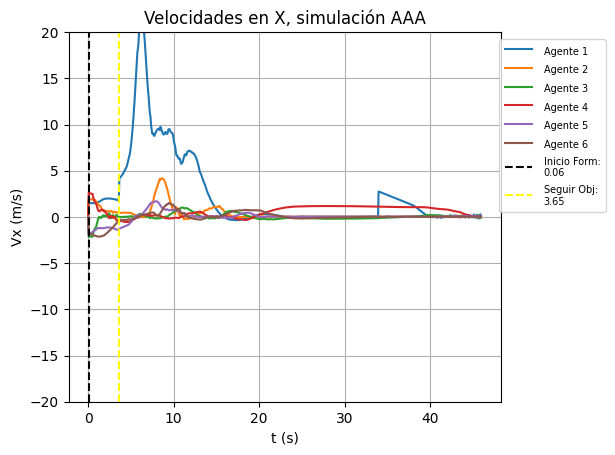 Velocidades en X, simulación AAA
Vx (m/s)
20
15
10
5
0
−5
−10
−15
−20
0
10
20
30
40
t (s)
Agente 1
Agente 2
Agente 3
Agente 4
Agente 5
Agente 6
Inicio Form:
0.06
Seguir Obj:
3.65